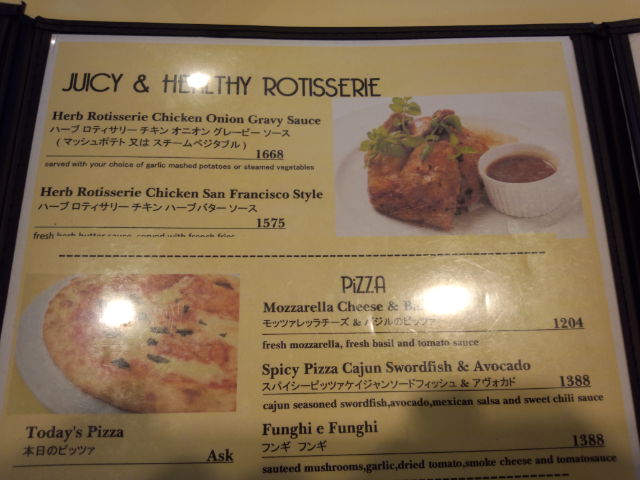 JUICY & HEALTHY ROTISSERIE
Herb Rotisserie Chicken Onion Gravy Sauce
ハーブ ロティサリー チキン オニオン グレービー ソース
( マッシュポテト 又は スチームベジタブル )
1668
served with your choice of garlic mashed potatoes or steamed vegetables
Herb Rotisserie Chicken San Francisco Style
ハーブ ロティサリー チキン ハーブバター ソース
1575
fresh herb butter sauce, served with french fries
PiZZA
Mozzarella Cheese &
モッツァレッラチーズ & バジルのピッツァ
1204
fresh mozzarella, fresh basil and tomato sauce
Spicy Pizza Cajun Swordfish & Avocado
スパイシーピッツァケイジャンソードフィッシュ & アヴォカド
1388
cajun seasoned swordfish,avocado,mexican salsa and sweet chili sauce
Funghi e Funghi
フンギ フンギ
1388
sauteed mushrooms,garlic,dried tomato,smoke cheese and tomatosauce
Today's Pizza
本日のピッツァ
Ask